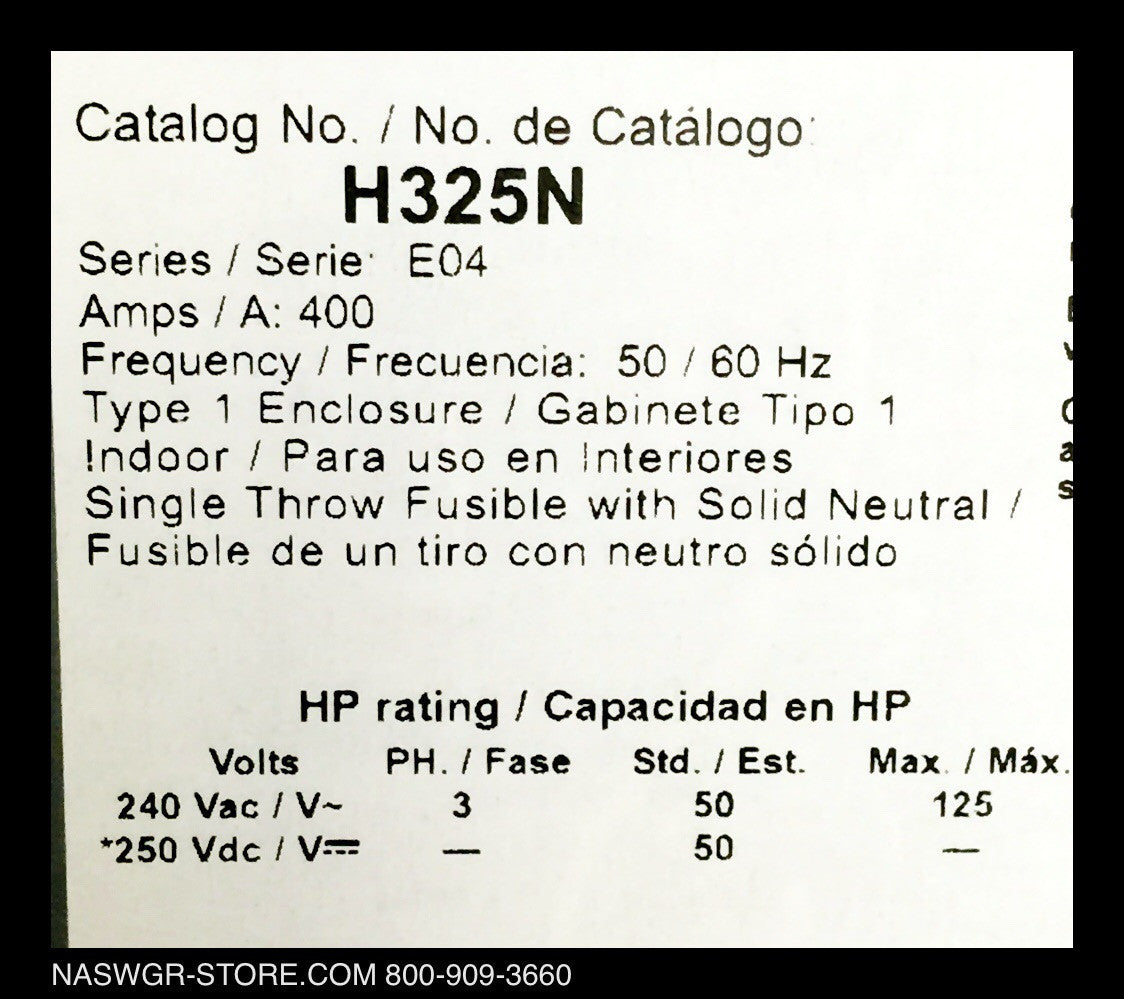 Catalog No. / No. de Catálogo:
H325N
Series / Serie: E04
Amps / A: 400
Frequency / Frecuencia: 50 / 60 Hz
Type 1 Enclosure / Gabinete Tipo 1
Indoor / Para uso en Interiores
Single Throw Fusible with Solid Neutral /
Fusible de un tiro con neutro sólido
HP rating / Capacidad en HP
Volts PH. / Fase Std. / Est. Max. / Máx.
240 Vac / V~ 3 50 125
*250 Vdc / V⎓ — 50 —
NASWGR-STORE.COM 800-909-3660